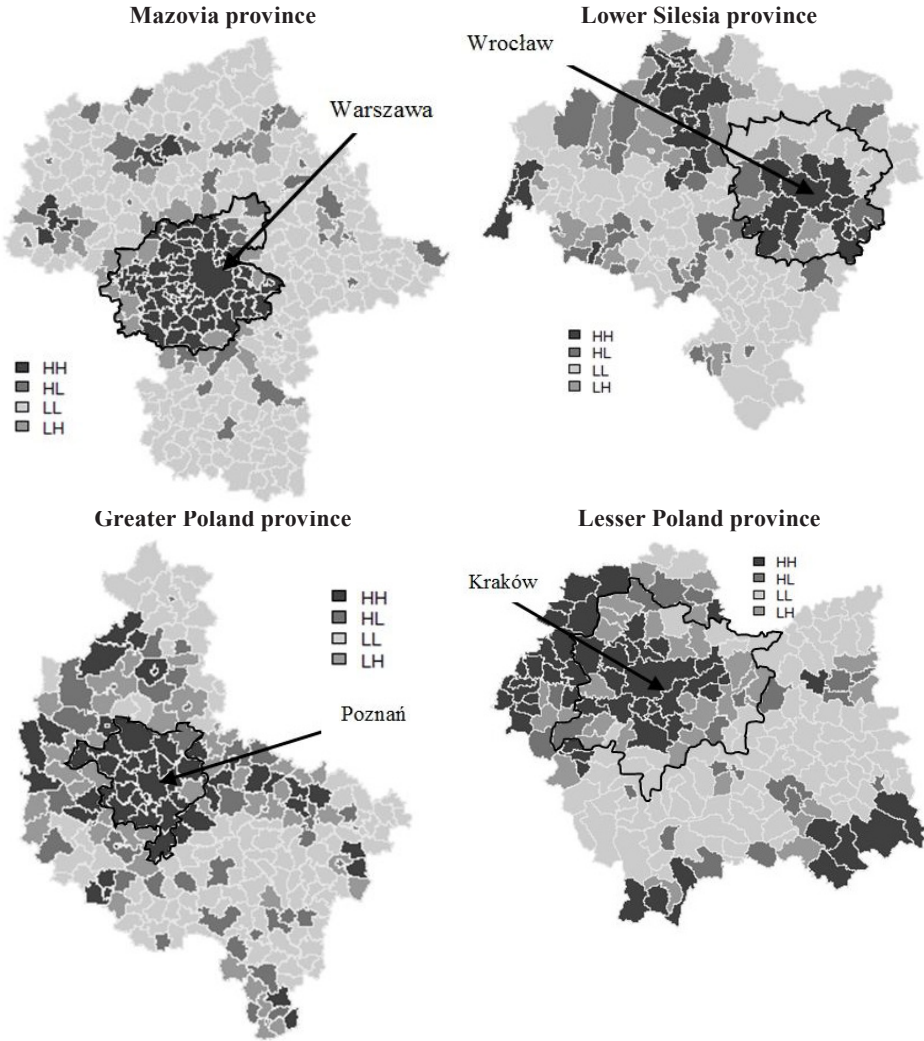 Mazovia province
Warszawa
HH
HL
LL
LH
Lower Silesia province
Wrocław
HH
HL
LL
LH
Greater Poland province
HH
HL
LL
LH
Poznań
Lesser Poland province
Kraków
HH
HL
LL
LH